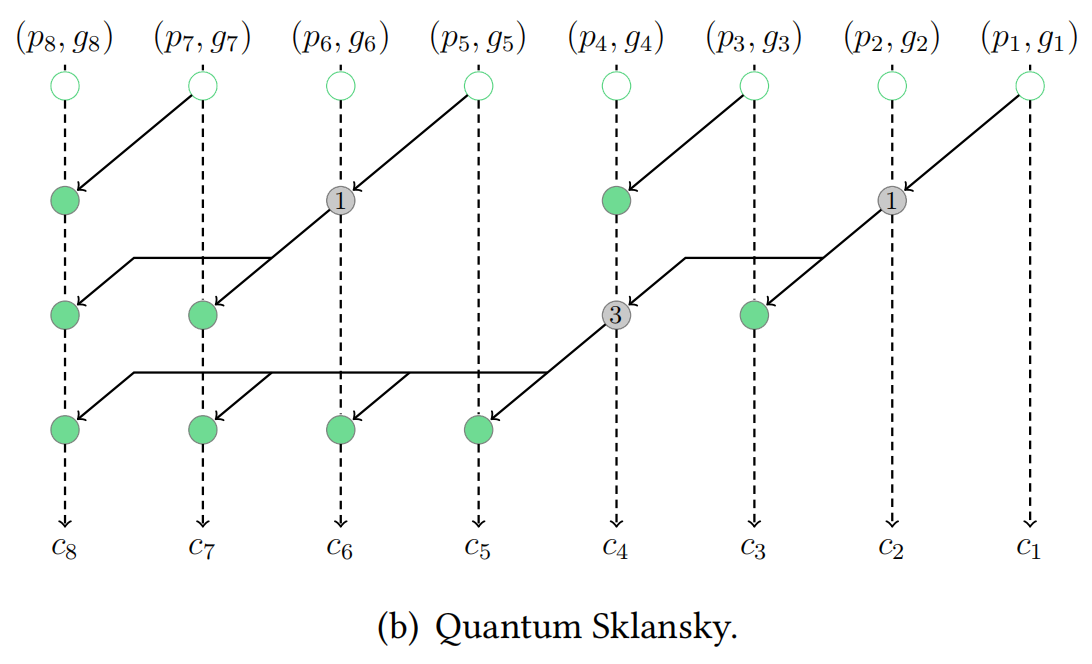 (p₈, g₈) (p₇, g₇) (p₆, g₆) (p₅, g₅) (p₄, g₄) (p₃, g₃) (p₂, g₂) (p₁, g₁)
1 1
3
c₈ c₇ c₆ c₅ c₄ c₃ c₂ c₁
(b) Quantum Sklansky.